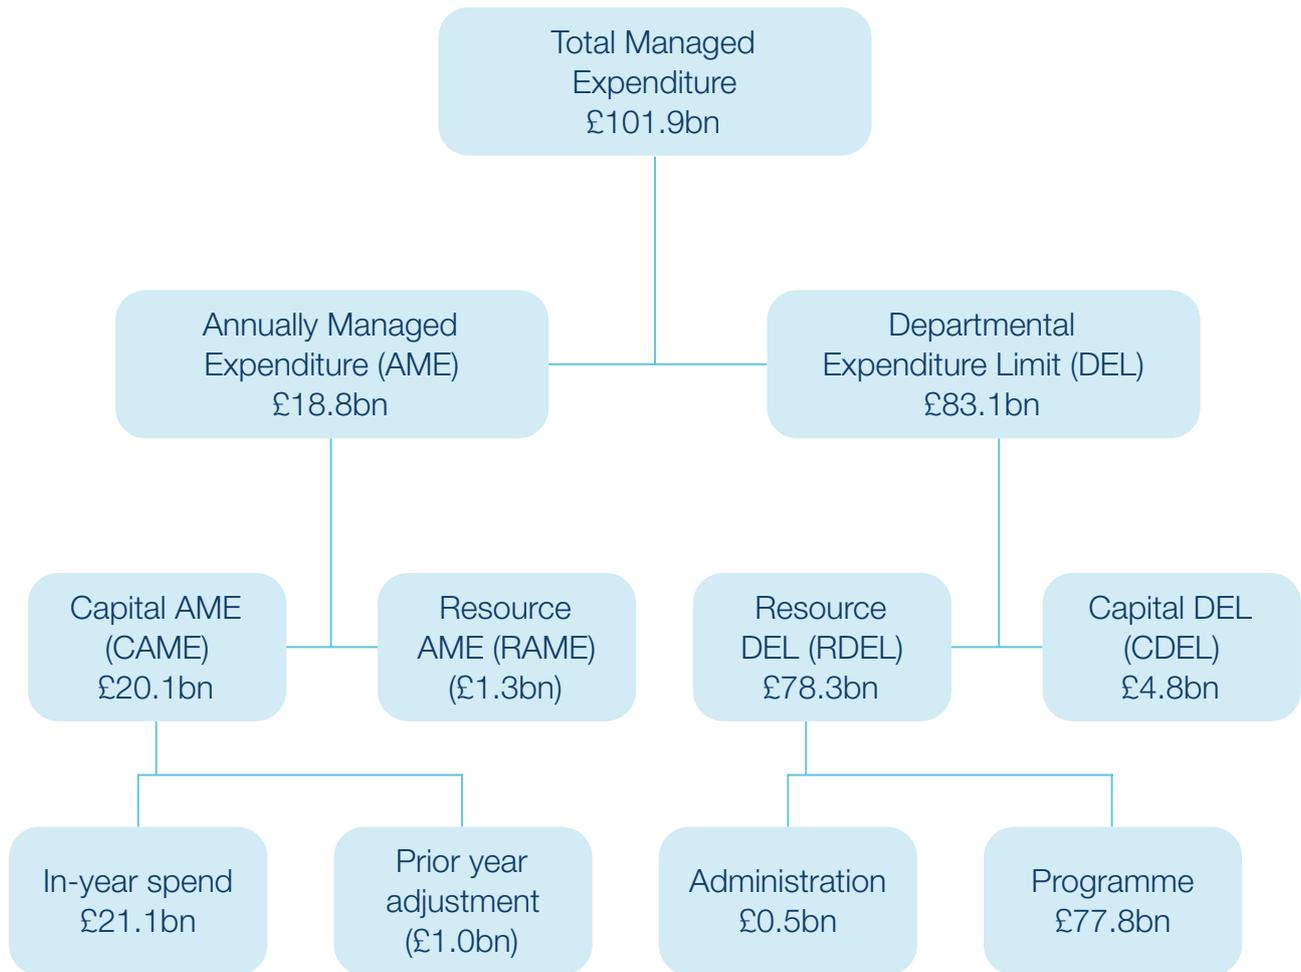 Total Managed
Expenditure
£101.9bn
Annually Managed
Expenditure (AME)
£18.8bn
Departmental
Expenditure Limit (DEL)
£83.1bn
Capital AME
(CAME)
£20.1bn
Resource
AME (RAME)
(£1.3bn)
Resource
DEL (RDEL)
£78.3bn
Capital DEL
(CDEL)
£4.8bn
In-year spend
£21.1bn
Prior year
adjustment
(£1.0bn)
Administration
£0.5bn
Programme
£77.8bn